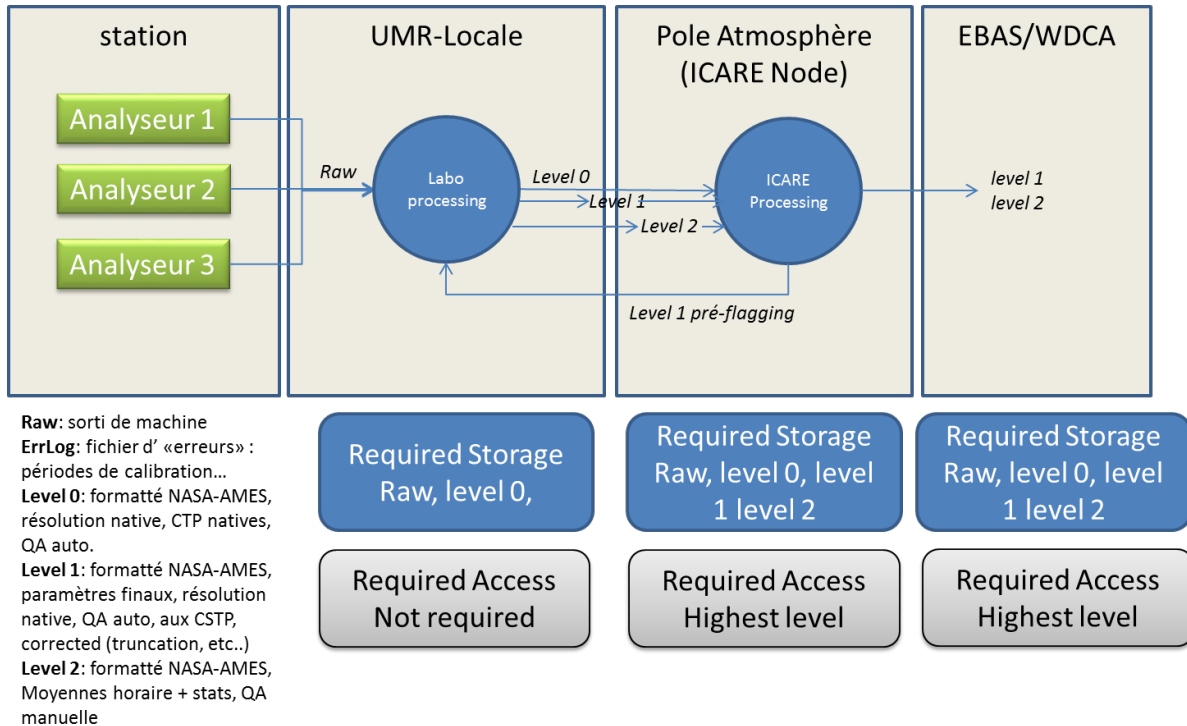 station
UMR-Locale
Pole Atmosphère
(ICARE Node)
EBAS/WDCA
Analyseur 1
Analyseur 2
Analyseur 3
Raw
Labo
processing
Level 0
Level 1
Level 2
ICARE
Processing
level 1
level 2
Level 1 pré-flagging
Raw: sorti de machine
ErrLog: fichier d’ «erreurs» :
périodes de calibration…
Level 0: formatté NASA-AMES,
résolution native, CTP natives,
QA auto.
Level 1: formatté NASA-AMES,
paramètres finaux, résolution
native, QA auto, aux CSTP,
corrected (truncation, etc..)
Level 2: formatté NASA-AMES,
Moyennes horaire + stats, QA
manuelle
Required Storage
Raw, level 0,
Required Storage
Raw, level 0, level
1 level 2
Required Storage
Raw, level 0, level
1 level 2
Required Access
Not required
Required Access
Highest level
Required Access
Highest level